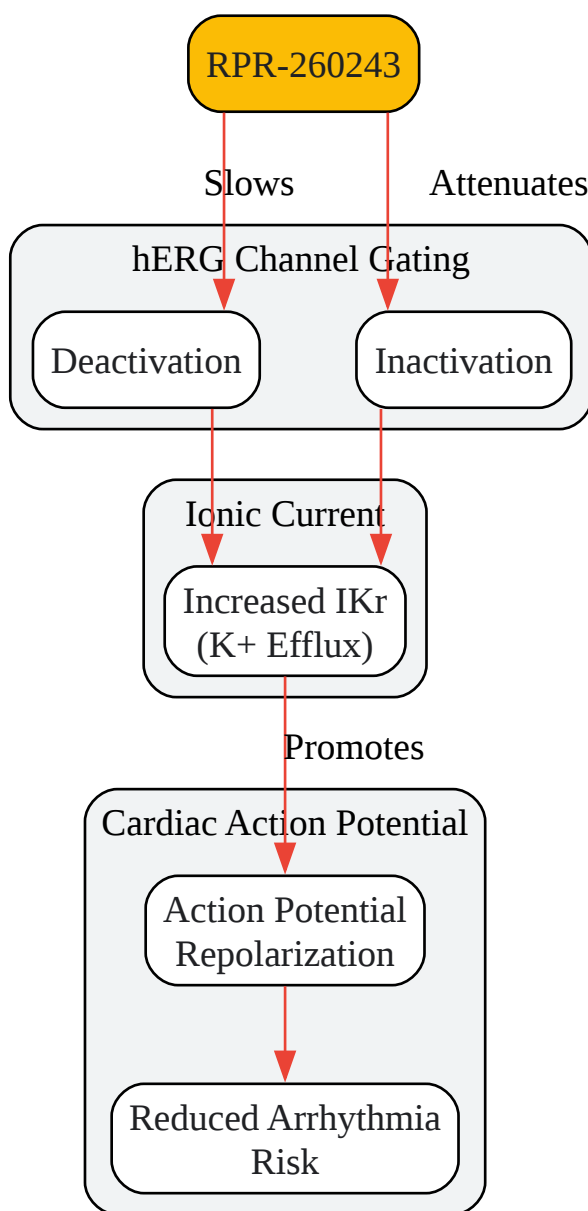 RPR-260243
Slows
Attenuates
hERG Channel Gating
Deactivation
Inactivation
Ionic Current
Increased IKr
(K+ Efflux)
Promotes
Cardiac Action Potential
Action Potential
Repolarization
Reduced Arrhythmia
Risk